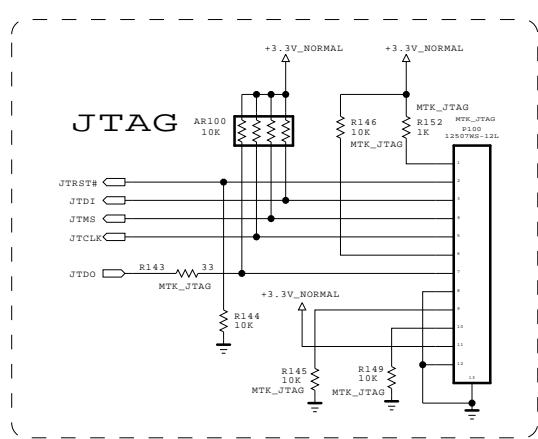 +3.3V_NORMAL
+3.3V_NORMAL
JTAG
AR100
10K
R146
10K
MTK_JTAG
MTK_JTAG
R152
1K
MTK_JTAG
P100
12507WS-12L
1
JTRST#
2
JTDI
3
JTMS
4
JTCLK
5
6
JTDO
R143
33
MTK_JTAG
7
8
+3.3V_NORMAL
9
R144
10K
10
11
R145
10K
MTK_JTAG
R149
10K
MTK_JTAG
12
13